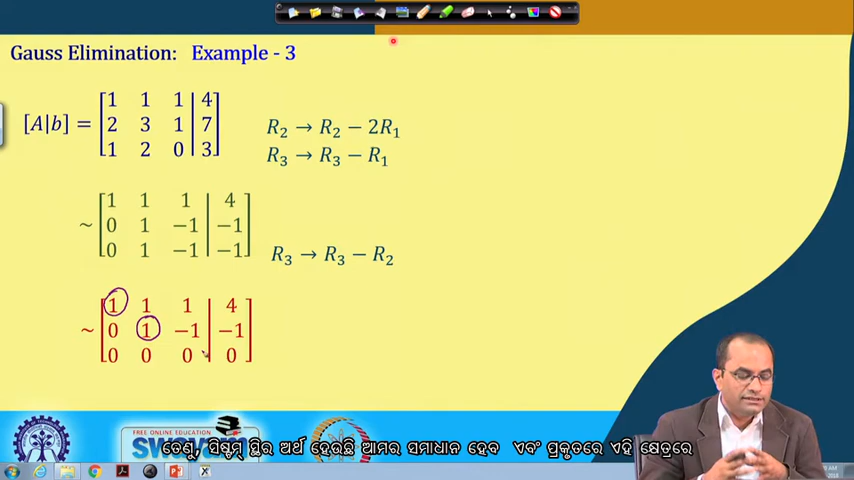 Gauss Elimination: Example - 3
[A|b] = [1 1 1 | 4
2 3 1 | 7
1 2 0 | 3]
R₂ → R₂ − 2R₁
R₃ → R₃ − R₁
~ [1 1 1 | 4
0 1 −1 | −1
0 1 −1 | −1]
R₃ → R₃ − R₂
~ [1 1 1 | 4
0 1 −1 | −1
0 0 0 | 0]
FREE ONLINE EDUCATION
swayam
ତେଣୁ, ସିଷ୍ଟମ୍ ସ୍ଥିର ଅର୍ଥ ହେଉଛି ଆମର ସମାଧାନ ହେବ ଏବଂ ପ୍ରକୃତରେ ଏହି କ୍ଷେତ୍ରରେ